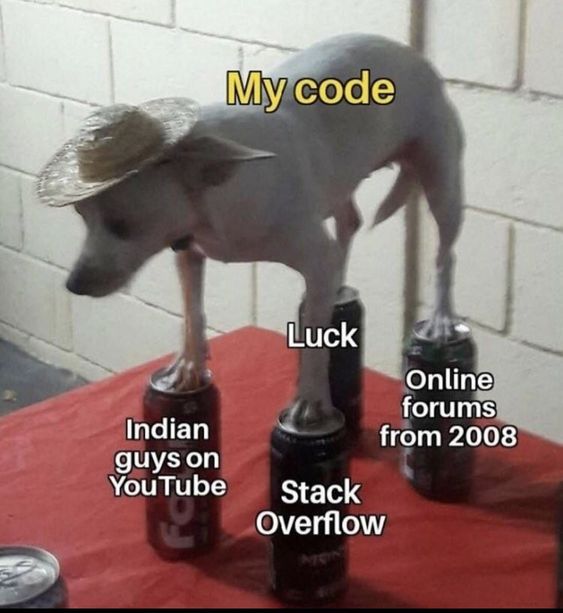 My code
Luck
Online
forums
from 2008
Indian
guys on
YouTube
Stack
Overflow